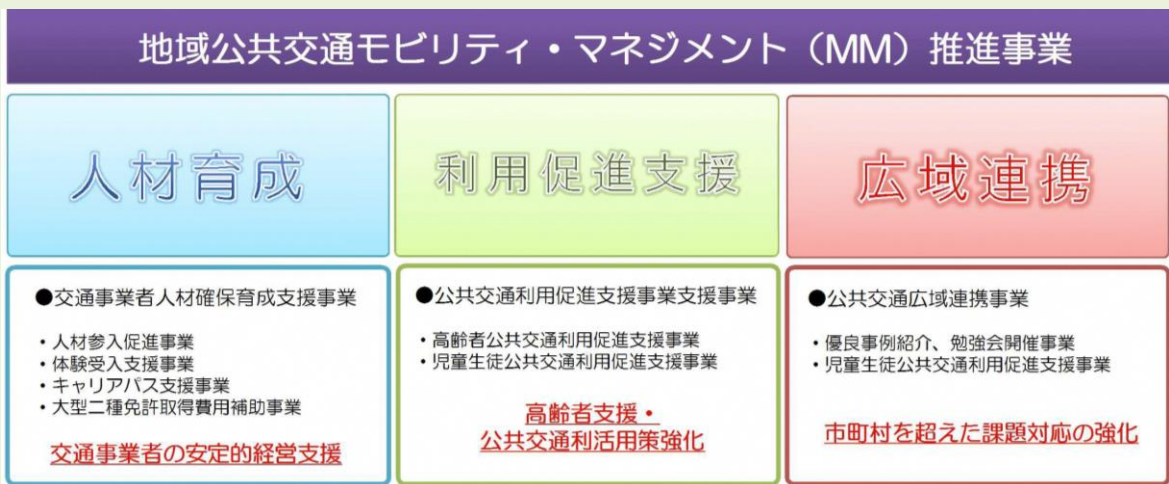 地域公共交通モビリティ・マネジメント（MM）推進事業
人材育成
●交通事業者人材確保育成支援事業
・人材参入促進事業
・体験受入支援事業
・キャリアパス支援事業
・大型二種免許取得費用補助事業
交通事業者の安定的経営支援
利用促進支援
●公共交通利用促進支援事業支援事業
・高齢者公共交通利用促進支援事業
・児童生徒公共交通利用促進支援事業
高齢者支援・
公共交通利活用策強化
広域連携
●公共交通広域連携事業
・優良事例紹介、勉強会開催事業
・児童生徒公共交通利用促進支援事業
市町村を超えた課題対応の強化